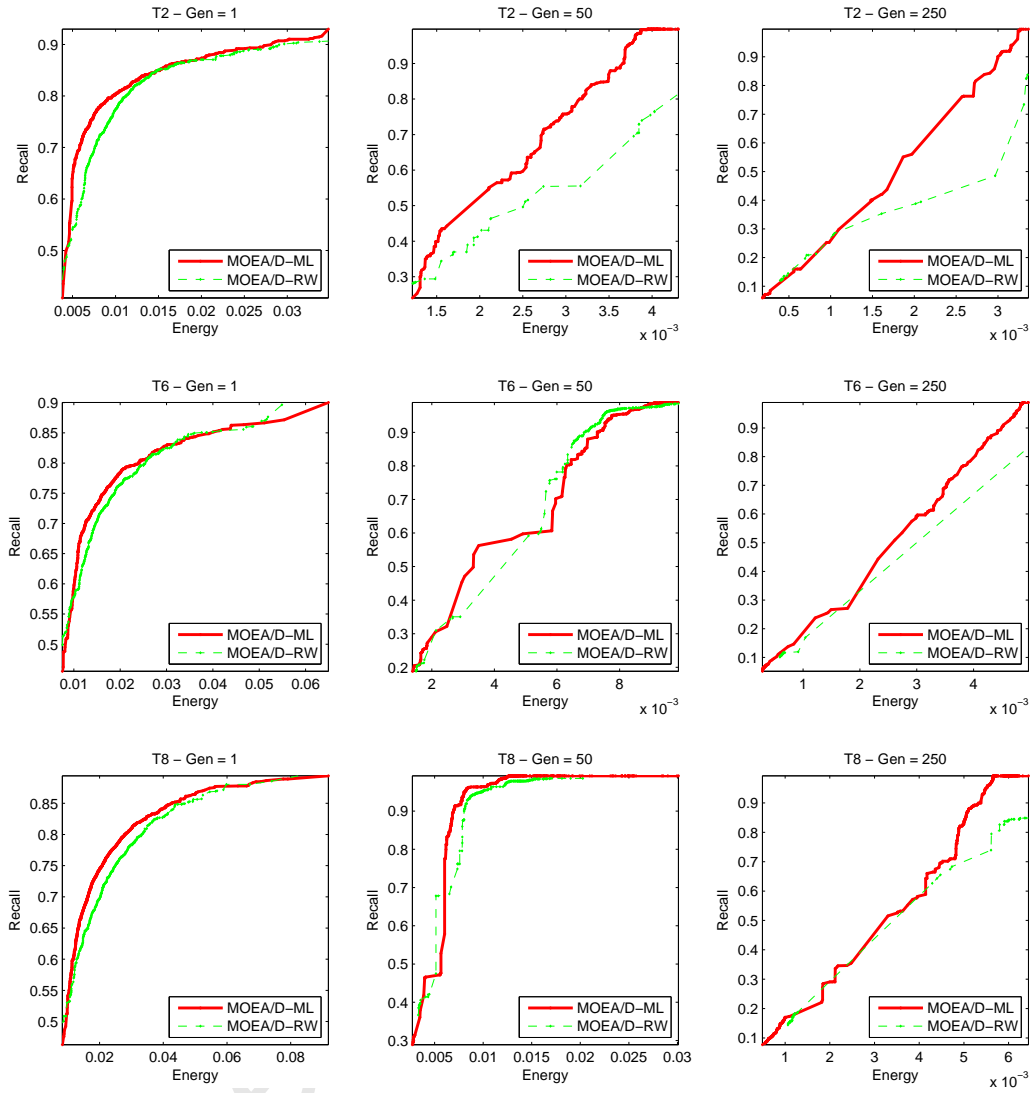 T2 − Gen = 1
0.9
0.8
0.7
0.6
0.5
Recall
0.005 0.01 0.015 0.02 0.025 0.03
Energy
MOEA/D−ML
MOEA/D−RW
T2 − Gen = 50
0.9
0.8
0.7
0.6
0.5
0.4
0.3
Recall
1.5 2 2.5 3 3.5 4
Energy
x 10⁻³
MOEA/D−ML
MOEA/D−RW
T2 − Gen = 250
0.9
0.8
0.7
0.6
0.5
0.4
0.3
0.2
0.1
Recall
0.5 1 1.5 2 2.5 3
Energy
x 10⁻³
MOEA/D−ML
MOEA/D−RW
T6 − Gen = 1
0.9
0.85
0.8
0.75
0.7
0.65
0.6
0.55
0.5
Recall
0.01 0.02 0.03 0.04 0.05 0.06
Energy
MOEA/D−ML
MOEA/D−RW
T6 − Gen = 50
0.9
0.8
0.7
0.6
0.5
0.4
0.3
0.2
Recall
2 4 6 8
Energy
x 10⁻³
MOEA/D−ML
MOEA/D−RW
T6 − Gen = 250
0.9
0.8
0.7
0.6
0.5
0.4
0.3
0.2
0.1
Recall
1 2 3 4
Energy
x 10⁻³
MOEA/D−ML
MOEA/D−RW
T8 − Gen = 1
0.85
0.8
0.75
0.7
0.65
0.6
0.55
0.5
Recall
0.02 0.04 0.06 0.08
Energy
MOEA/D−ML
MOEA/D−RW
T8 − Gen = 50
0.9
0.8
0.7
0.6
0.5
0.4
0.3
Recall
0.005 0.01 0.015 0.02 0.025 0.03
Energy
MOEA/D−ML
MOEA/D−RW
T8 − Gen = 250
0.9
0.8
0.7
0.6
0.5
0.4
0.3
0.2
0.1
Recall
1 2 3 4 5 6
Energy
x 10⁻³
MOEA/D−ML
MOEA/D−RW